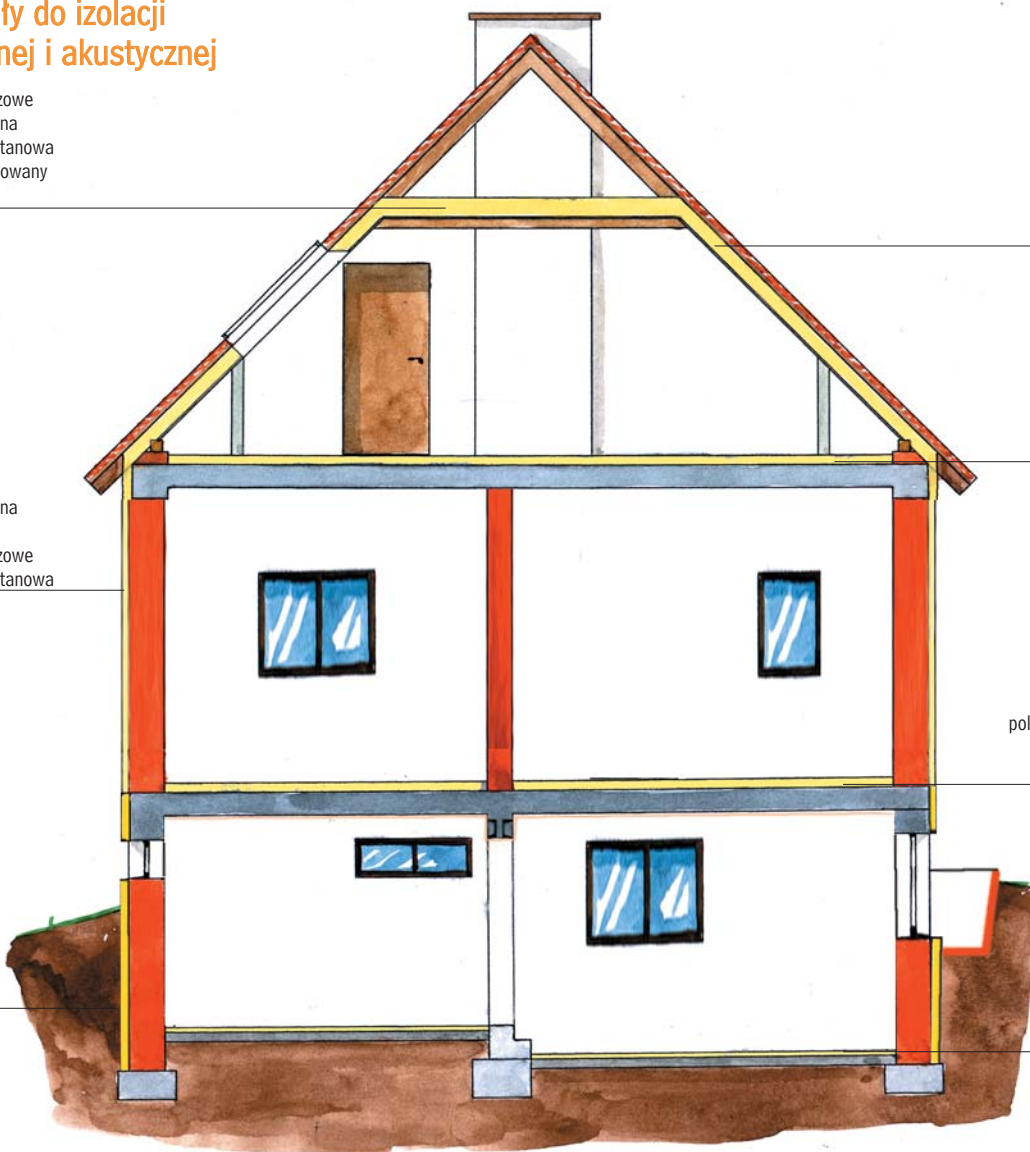 ły do izolacji
nej i akustycznej
zowe
na
tanowa
owany
na
zowe
tanowa
pol